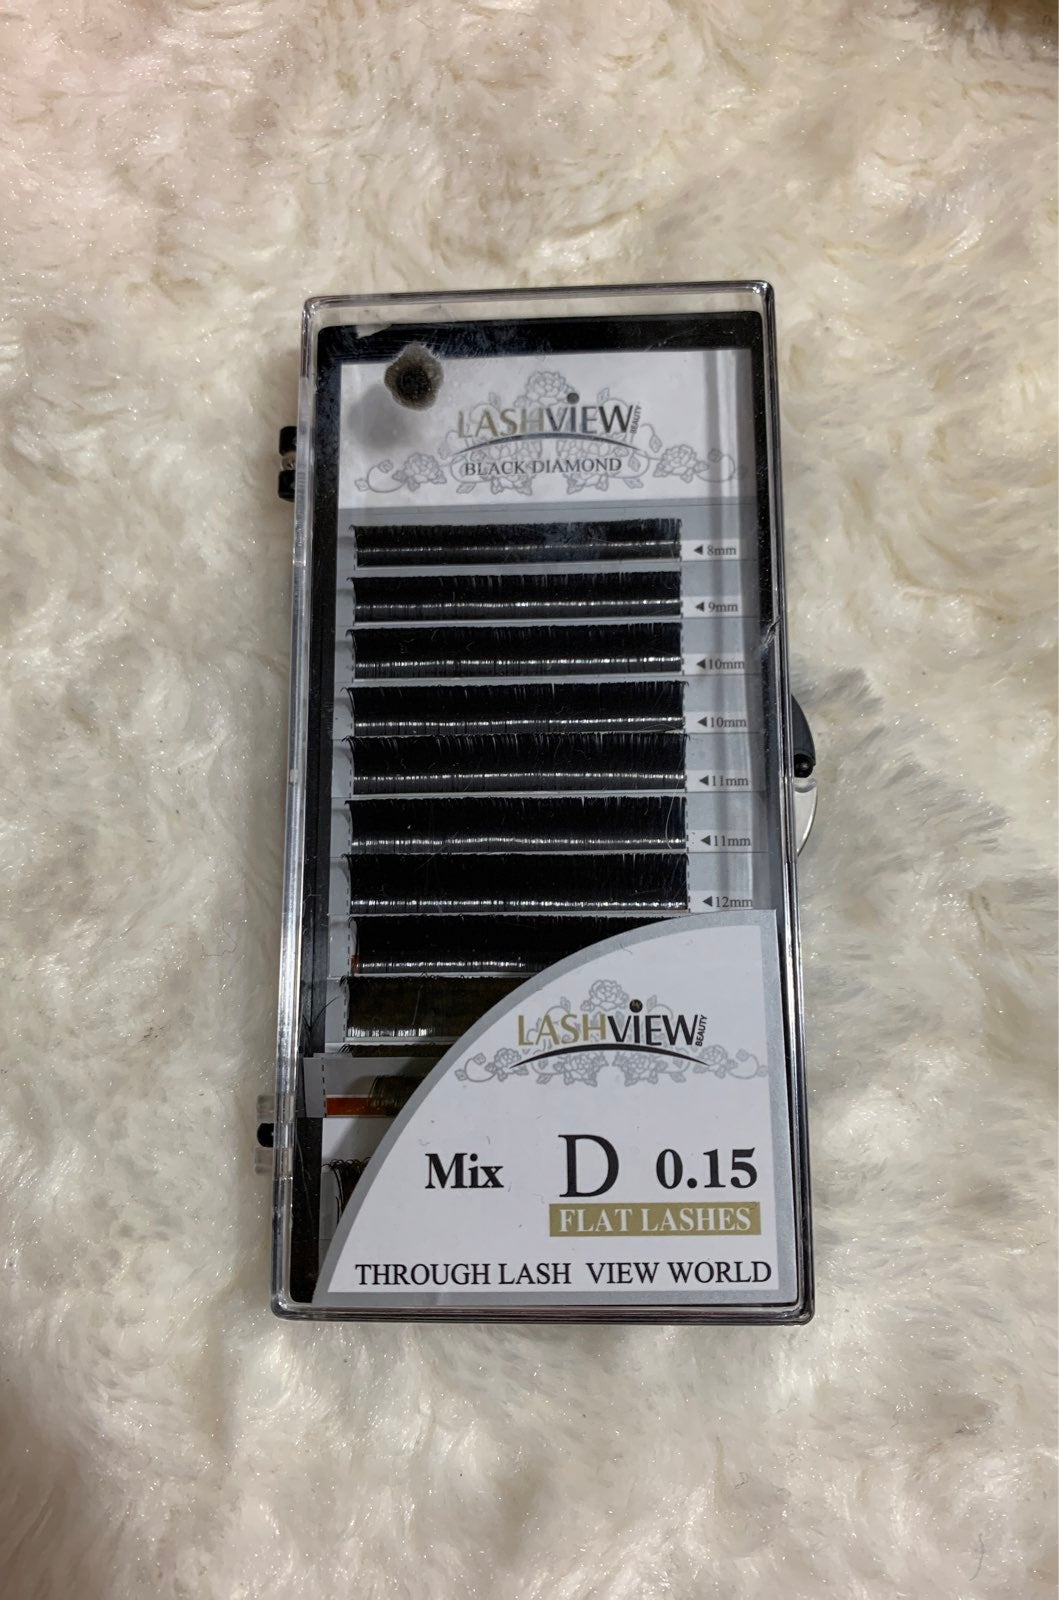 LASHVIEW BEAUTY
BLACK DIAMOND
◀8mm
◀9mm
◀10mm
◀10mm
◀11mm
◀11mm
◀12mm
LASHVIEW BEAUTY
Mix D 0.15
FLAT LASHES
THROUGH LASH VIEW WORLD